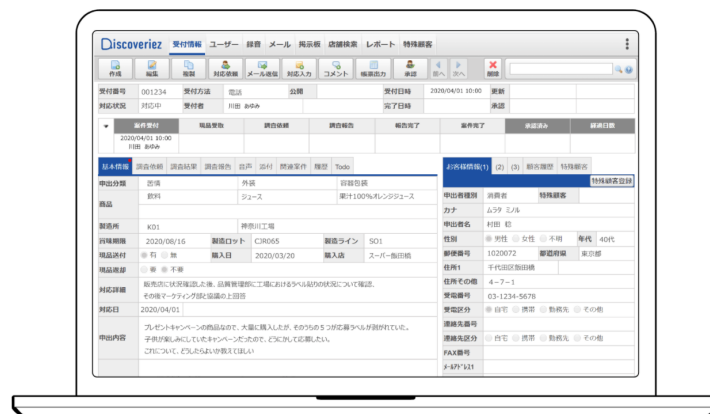 Discoveriez 受付情報 ユーザー 録音 メール 掲示板 店舗検索 レポート 特殊顧客
作成 編集 複製 対応依頼 メール返信 対応入力 コメント 帳票出力 承認 前へ 次へ 削除
受付番号 001234 受付方法 電話 公開 受付日時 2020/04/01 10:00 更新
対応状況 対応中 受付者 川田 あゆみ 完了日時 承認
案件受付 現品受取 調査依頼 調査報告 報告完了 案件完了 承認済み 経過日数
2020/04/01 10:00
川田 あゆみ
基本情報 調査依頼 調査結果 調査報告 音声 添付 関連案件 履歴 Todo
申出分類 苦情 外装 容器包装
商品 飲料 ジュース 果汁100%オレンジジュース
製造所 K01 神奈川工場
賞味期限 2020/08/16 製造ロット CJR065 製造ライン S01
現品送付 有 無 購入日 2020/03/20 購入店 スーパー飯田橋
現品返却 要 不要
対応詳細 販売店に状況確認した後、品質管理部に工場におけるラベル貼りの状況について確認、
その後マーケティング部と協議の上回答
対応日 2020/04/01
申出内容 プレゼントキャンペーンの商品なので、大量に購入したが、そのうちの5つが応募ラベルが剥がれていた。
子供が楽しみにしていたキャンペーンだったので、どうにかして応募したい。
これについて、どうしたらよいか教えてほしい
お客様情報(1) (2) (3) 顧客履歴 特殊顧客
特殊顧客登録
申出者種別 消費者 特殊顧客
カナ ムラタ ミノル
申出者名 村田 稔
性別 男性 女性 不明 年代 40代
郵便番号 1020072 都道府県 東京都
住所1 千代田区飯田橋
住所その他 4-7-1
受電番号 03-1234-5678
受電区分 自宅 携帯 勤務先 その他
連絡先番号
連絡先区分 自宅 携帯 勤務先 その他
FAX番号
メールアドレス1